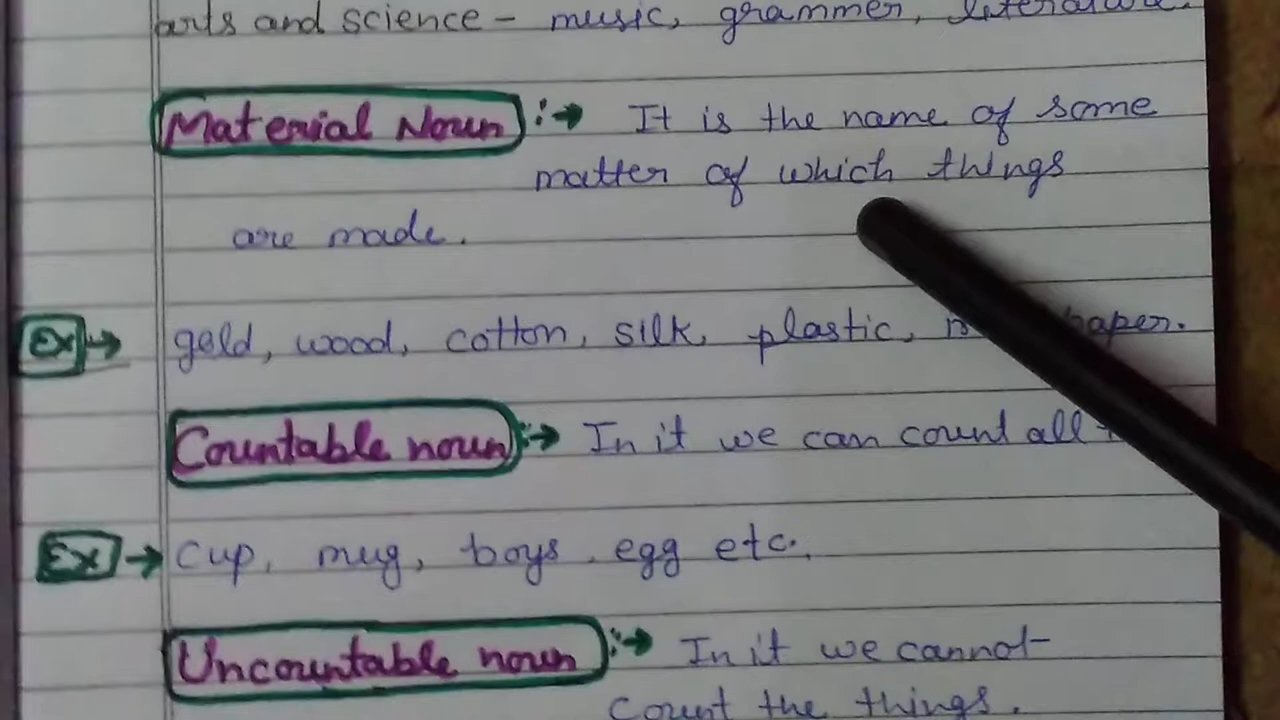 arts and science - music, grammer, literature.
Material Noun :→ It is the name of some
matter of which things
are made.
Ex→ gold, wood, cotton, silk, plastic, paper.
Countable noun :→ In it we can count all
Ex→ cup, mug, boys, egg etc.
Uncountable noun :→ In it we cannot
count the things.